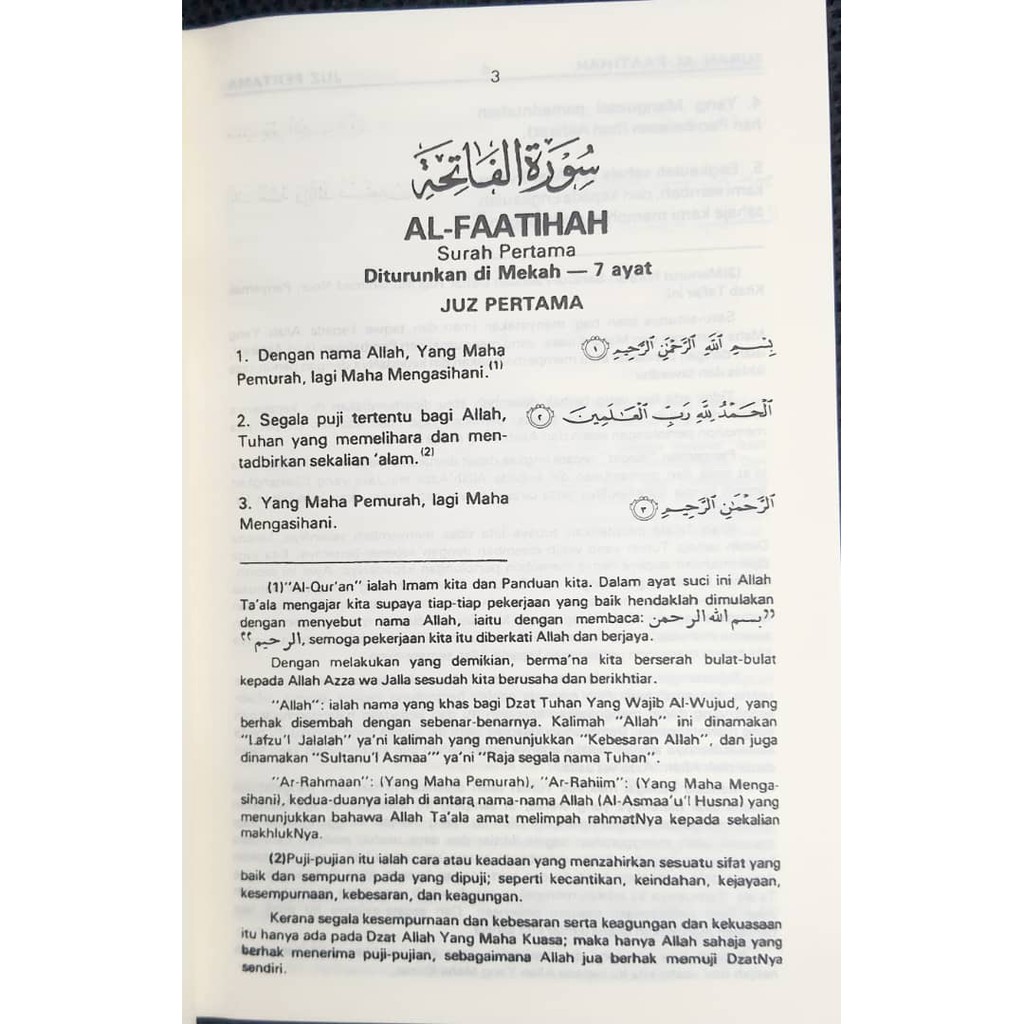 3
سُوْرَةُ الفَاتِحَةِ
AL-FAATIHAH
Surah Pertama
Diturunkan di Mekah — 7 ayat
JUZ PERTAMA
1. Dengan nama Allah, Yang Maha
Pemurah, lagi Maha Mengasihani.(1)
بِسْمِ ٱللَّهِ ٱلرَّحْمَٰنِ ٱلرَّحِيمِ ١
2. Segala puji tertentu bagi Allah,
Tuhan yang memelihara dan men-
tadbirkan sekalian ‘alam.(2)
ٱلْحَمْدُ لِلَّهِ رَبِّ ٱلْعَٰلَمِينَ ٢
3. Yang Maha Pemurah, lagi Maha
Mengasihani.
ٱلرَّحْمَٰنِ ٱلرَّحِيمِ ٣
(1)"Al-Qur'an" ialah Imam kita dan Panduan kita. Dalam ayat suci ini Allah
Ta'ala mengajar kita supaya tiap-tiap pekerjaan yang baik hendaklah dimulakan
dengan menyebut nama Allah, iaitu dengan membaca: "بسم الله الرحمن
الرحيم", semoga pekerjaan kita itu diberkati Allah dan berjaya.
Dengan melakukan yang demikian, berma'na kita berserah bulat-bulat
kepada Allah Azza wa Jalla sesudah kita berusaha dan berikhtiar.
"Allah": ialah nama yang khas bagi Dzat Tuhan Yang Wajib Al-Wujud, yang
berhak disembah dengan sebenar-benarnya. Kalimah "Allah" ini dinamakan
"Lafzu'l Jalalah" ya'ni kalimah yang menunjukkan "Kebesaran Allah", dan juga
dinamakan "Sultanu'l Asmaa'" ya'ni "Raja segala nama Tuhan".
"Ar-Rahmaan": (Yang Maha Pemurah), "Ar-Rahiim": (Yang Maha Menga-
sihani), kedua-duanya ialah di antara nama-nama Allah (Al-Asmaa'u'l Husna) yang
menunjukkan bahawa Allah Ta'ala amat melimpah rahmatNya kepada sekalian
makhlukNya.
(2)Puji-pujian itu ialah cara atau keadaan yang menzahirkan sesuatu sifat yang
baik dan sempurna pada yang dipuji; seperti kecantikan, keindahan, kejayaan,
kesempurnaan, kebesaran, dan keagungan.
Kerana segala kesempurnaan dan kebesaran serta keagungan dan kekuasaan
itu hanya ada pada Dzat Allah Yang Maha Kuasa; maka hanya Allah sahaja yang
berhak menerima puji-pujian, sebagaimana Allah jua berhak memuji DzatNya
sendiri.